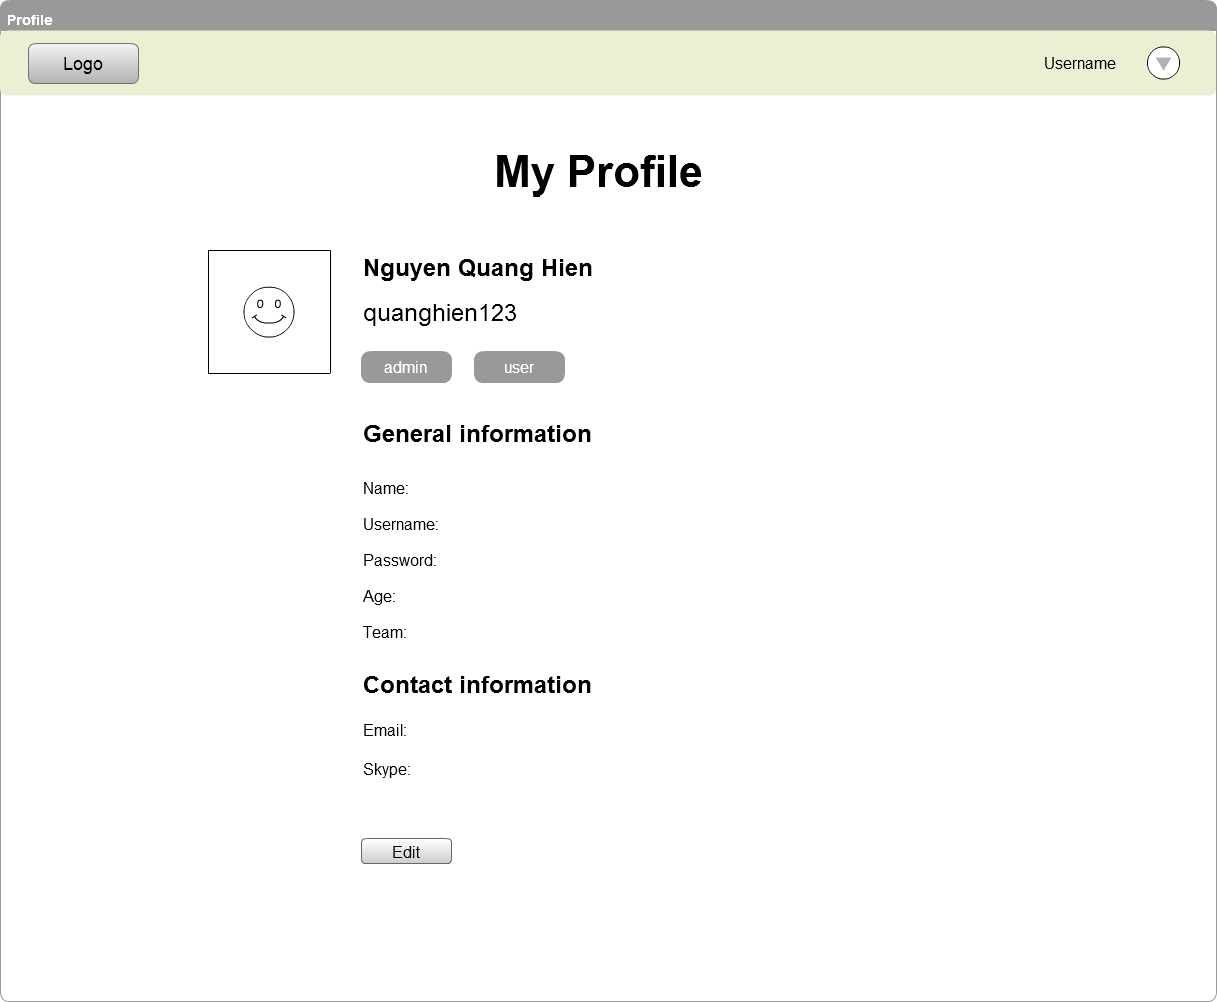 Profile
Logo
Username
My Profile
Nguyen Quang Hien
quanghien123
admin user
General information
Name:
Username:
Password:
Age:
Team:
Contact information
Email:
Skype:
Edit